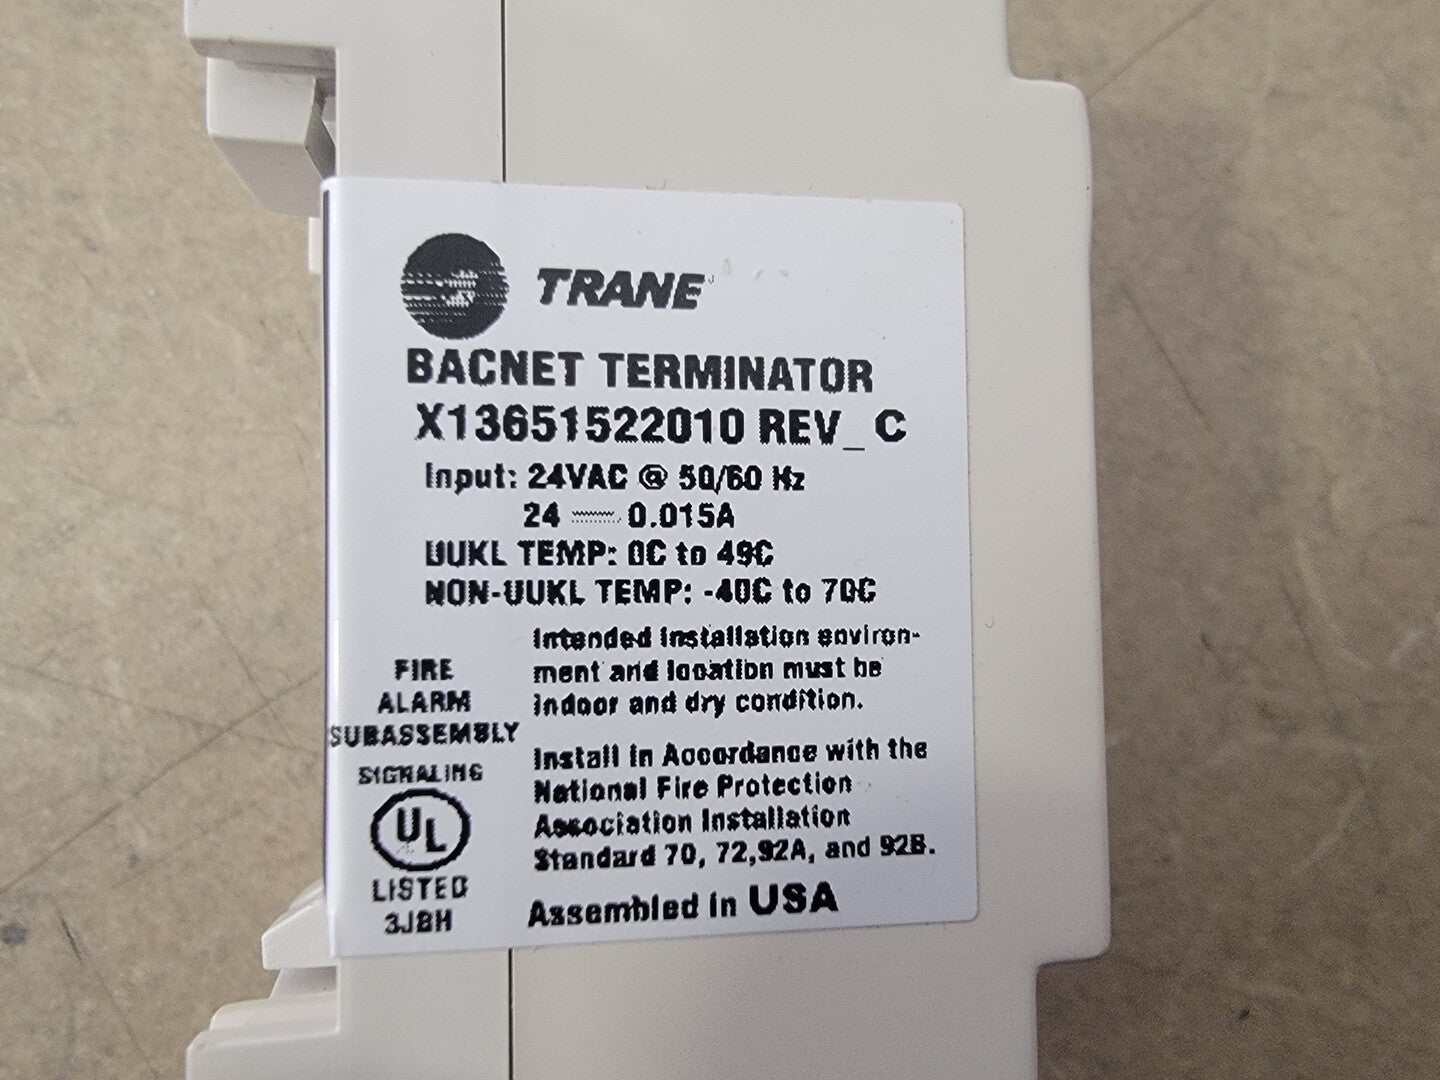 TRANE
BACNET TERMINATOR
X13651522010 REV_ C
Input: 24VAC @ 50/60 Hz
24 ⎓ 0.015A
UUKL TEMP: 0C to 49C
NON-UUKL TEMP: -40C to 70C
Intended installation environ-
ment and location must be
indoor and dry condition.
Install in Accordance with the
National Fire Protection
Association Installation
Standard 70, 72,92A, and 92B.
Assembled in USA
FIRE
ALARM
SUBASSEMBLY
SIGNALING
UL
LISTED
3JBH